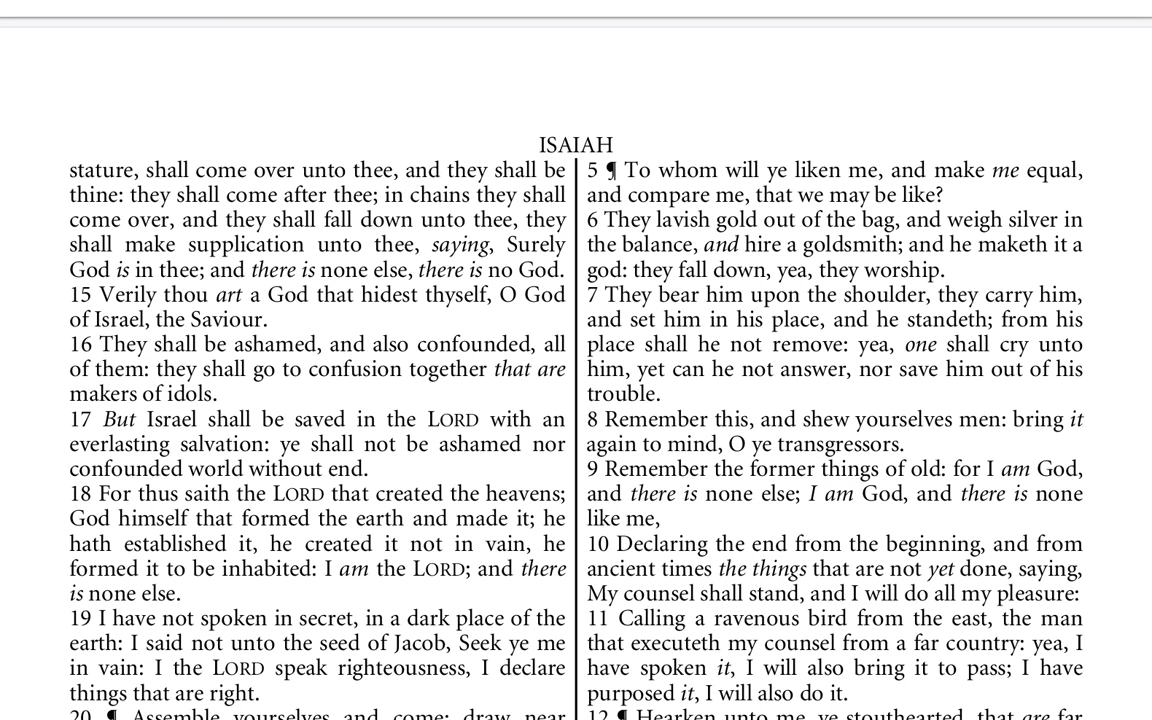 ISAIAH
stature, shall come over unto thee, and they shall be
thine: they shall come after thee; in chains they shall
come over, and they shall fall down unto thee, they
shall make supplication unto thee, saying, Surely
God is in thee; and there is none else, there is no God.
15 Verily thou art a God that hidest thyself, O God
of Israel, the Saviour.
16 They shall be ashamed, and also confounded, all
of them: they shall go to confusion together that are
makers of idols.
17 But Israel shall be saved in the LORD with an
everlasting salvation: ye shall not be ashamed nor
confounded world without end.
18 For thus saith the LORD that created the heavens;
God himself that formed the earth and made it; he
hath established it, he created it not in vain, he
formed it to be inhabited: I am the LORD; and there
is none else.
19 I have not spoken in secret, in a dark place of the
earth: I said not unto the seed of Jacob, Seek ye me
in vain: I the LORD speak righteousness, I declare
things that are right.
20 ¶ Assemble yourselves and come; draw near
5 ¶ To whom will ye liken me, and make me equal,
and compare me, that we may be like?
6 They lavish gold out of the bag, and weigh silver in
the balance, and hire a goldsmith; and he maketh it a
god: they fall down, yea, they worship.
7 They bear him upon the shoulder, they carry him,
and set him in his place, and he standeth; from his
place shall he not remove: yea, one shall cry unto
him, yet can he not answer, nor save him out of his
trouble.
8 Remember this, and shew yourselves men: bring it
again to mind, O ye transgressors.
9 Remember the former things of old: for I am God,
and there is none else; I am God, and there is none
like me,
10 Declaring the end from the beginning, and from
ancient times the things that are not yet done, saying,
My counsel shall stand, and I will do all my pleasure:
11 Calling a ravenous bird from the east, the man
that executeth my counsel from a far country: yea, I
have spoken it, I will also bring it to pass; I have
purposed it, I will also do it.
12 ¶ Hearken unto me, ye stouthearted, that are far